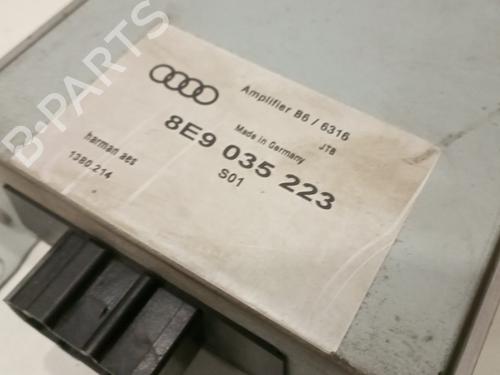 Amplifier B6 / 6316
JTB
Made in Germany
8E9 035 223
S01
harman aes
1380.214
B-PARTS